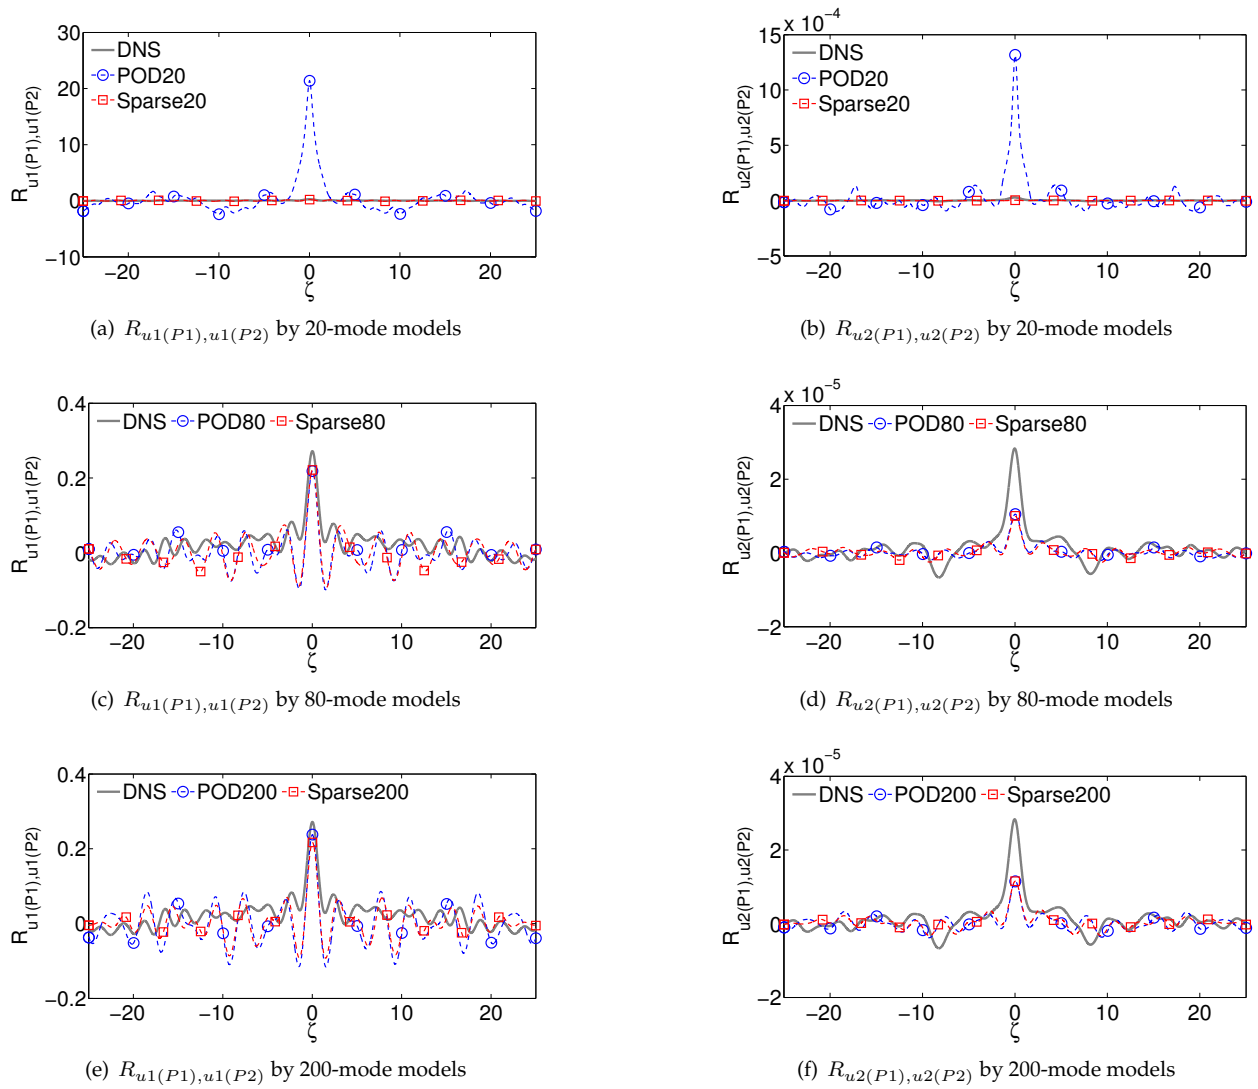 30
20
10
0
−10
−20
−10
0
10
20
ζ
R u1(P1),u1(P2)
DNS
POD20
Sparse20
(a) R u1(P1),u1(P2) by 20-mode models
x 10−4
15
10
5
0
−5
−20
−10
0
10
20
ζ
R u2(P1),u2(P2)
DNS
POD20
Sparse20
(b) R u2(P1),u2(P2) by 20-mode models
0.4
0.2
0
−0.2
−20
−10
0
10
20
ζ
R u1(P1),u1(P2)
DNS POD80 Sparse80
(c) R u1(P1),u1(P2) by 80-mode models
x 10−5
4
2
0
−2
−20
−10
0
10
20
ζ
R u2(P1),u2(P2)
DNS POD80 Sparse80
(d) R u2(P1),u2(P2) by 80-mode models
0.4
0.2
0
−0.2
−20
−10
0
10
20
ζ
R u1(P1),u1(P2)
DNS POD200 Sparse200
(e) R u1(P1),u1(P2) by 200-mode models
x 10−5
4
2
0
−2
−20
−10
0
10
20
ζ
R u2(P1),u2(P2)
DNS POD200 Sparse200
(f) R u2(P1),u2(P2) by 200-mode models